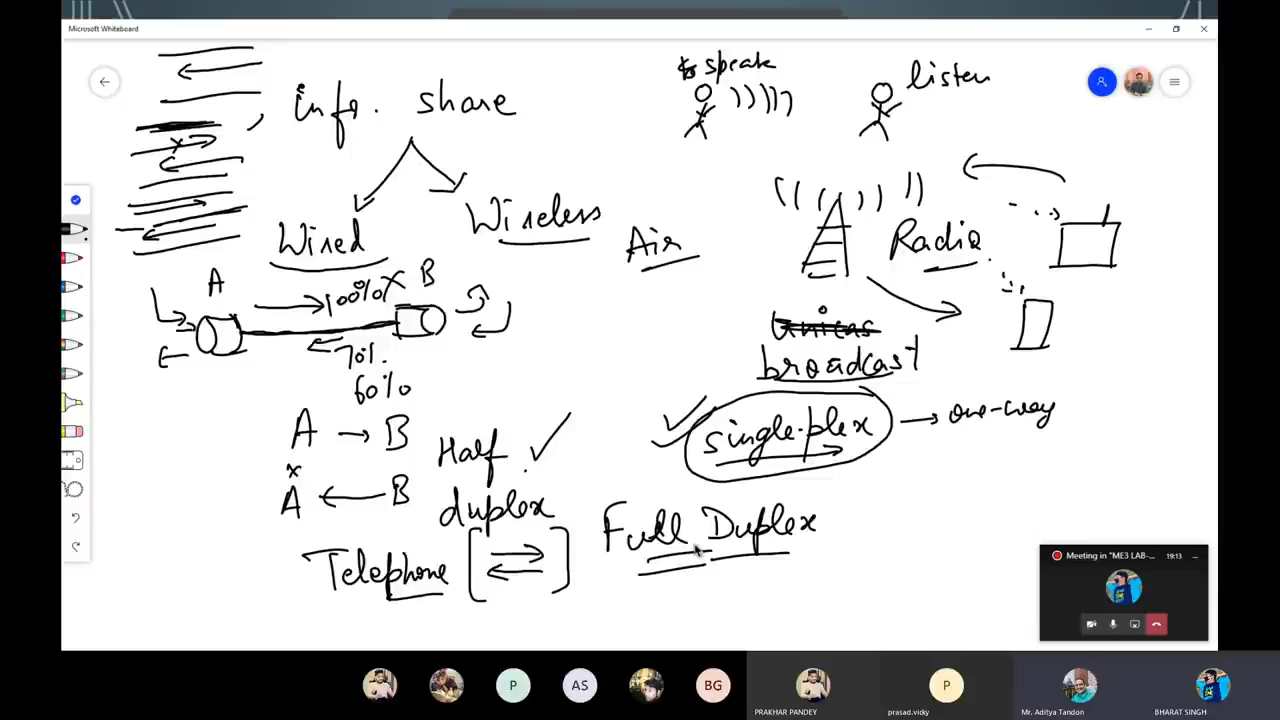 Microsoft Whiteboard
speak
listen
info. share
Wired
Wireless
Air
Radio
A
B
100%
70%.
60%
broadcast
A → B
Half
single-plex → one-way
x
A ← B
duplex
Full Duplex
Telephone [⇄]
Meeting in "ME3 LAB-...
19:13
P
AS
BG
P
PRAKHAR PANDEY
prasad.vicky
Mr. Aditya Tandon
BHARAT SINGH